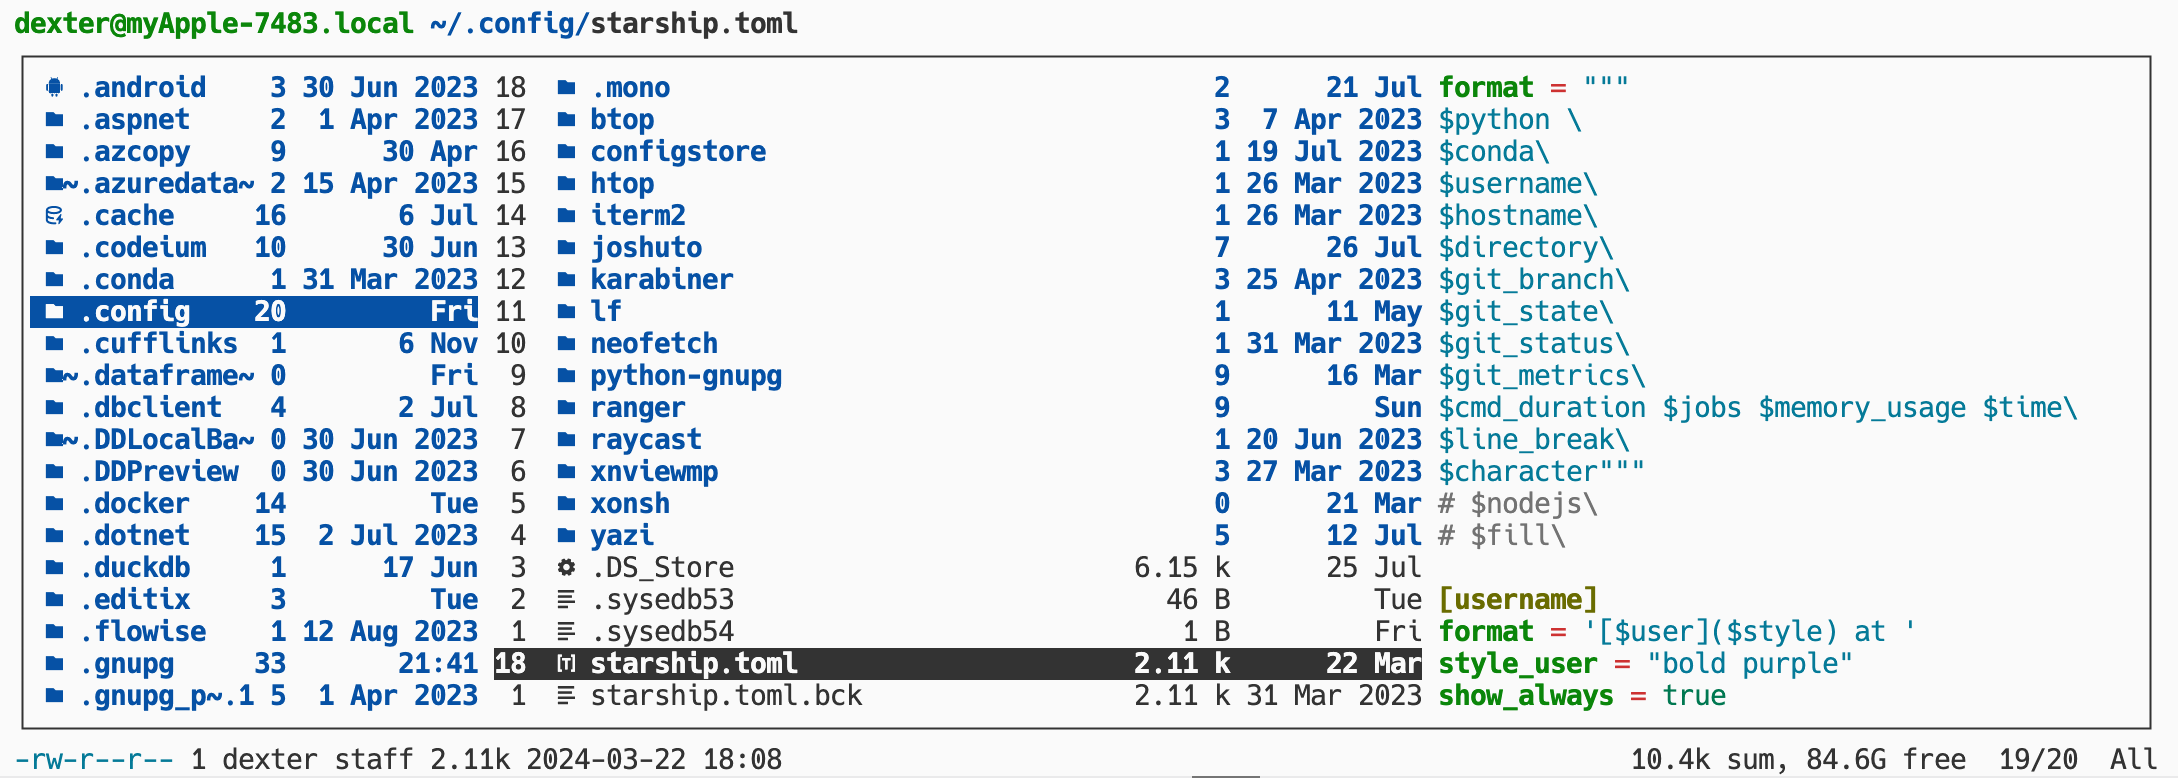 dexter@myApple-7483.local ~/.config/starship.toml
.android 3 30 Jun 2023 18 .mono 2 21 Jul format = """
.aspnet 2 1 Apr 2023 17 btop 3 7 Apr 2023 $python \
.azcopy 9 30 Apr 16 configstore 1 19 Jul 2023 $conda\
~.azuredata~ 2 15 Apr 2023 15 htop 1 26 Mar 2023 $username\
.cache 16 6 Jul 14 iterm2 1 26 Mar 2023 $hostname\
.codeium 10 30 Jun 13 joshuto 7 26 Jul $directory\
.conda 1 31 Mar 2023 12 karabiner 3 25 Apr 2023 $git_branch\
.config 20 Fri 11 lf 1 11 May $git_state\
.cufflinks 1 6 Nov 10 neofetch 1 31 Mar 2023 $git_status\
~.dataframe~ 0 Fri 9 python-gnupg 9 16 Mar $git_metrics\
.dbclient 4 2 Jul 8 ranger 9 Sun $cmd_duration $jobs $memory_usage $time\
~.DDLocalBa~ 0 30 Jun 2023 7 raycast 1 20 Jun 2023 $line_break\
.DDPreview 0 30 Jun 2023 6 xnviewmp 3 27 Mar 2023 $character"""
.docker 14 Tue 5 xonsh 0 21 Mar # $nodejs\
.dotnet 15 2 Jul 2023 4 yazi 5 12 Jul # $fill\
.duckdb 1 17 Jun 3 .DS_Store 6.15 k 25 Jul
.editix 3 Tue 2 .sysedb53 46 B Tue [username]
.flowise 1 12 Aug 2023 1 .sysedb54 1 B Fri format = '[$user]($style) at '
.gnupg 33 21:41 18 [T] starship.toml 2.11 k 22 Mar style_user = "bold purple"
.gnupg_p~.1 5 1 Apr 2023 1 starship.toml.bck 2.11 k 31 Mar 2023 show_always = true
-rw-r--r-- 1 dexter staff 2.11k 2024-03-22 18:08 10.4k sum, 84.6G free 19/20 All